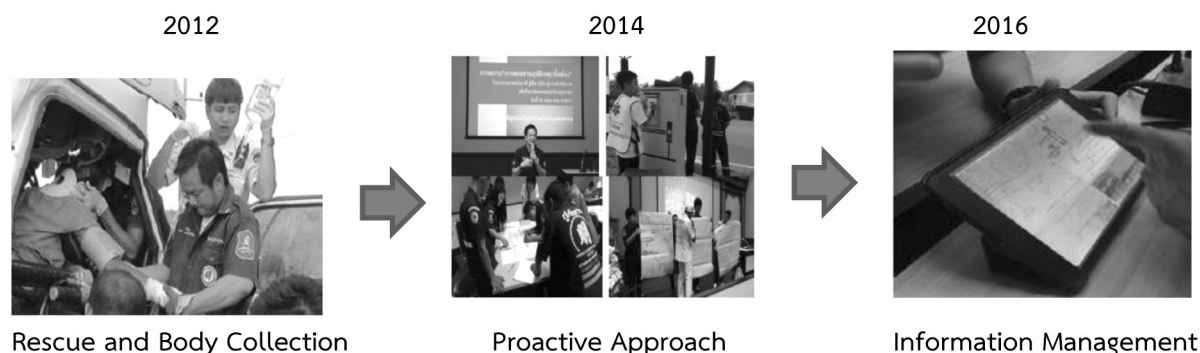 2012
2014
2016
Rescue and Body Collection
Proactive Approach
Information Management